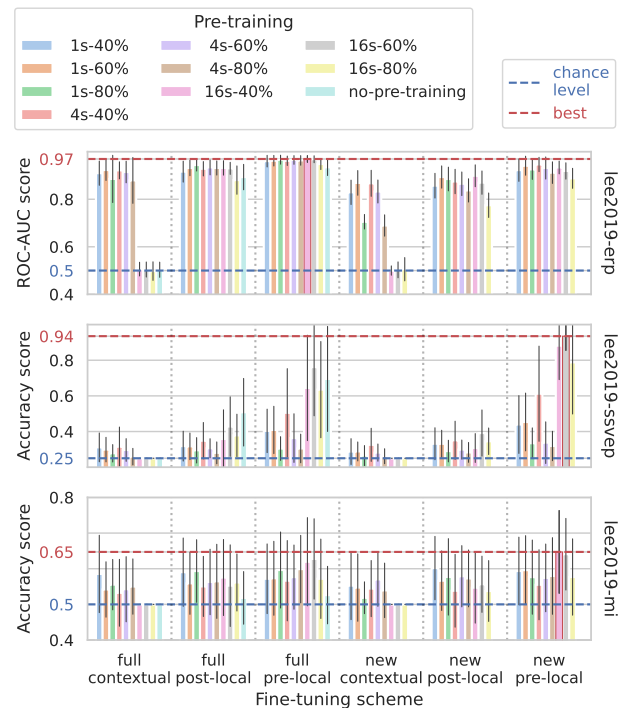 Pre-training
1s-40%
1s-60%
1s-80%
4s-40%
4s-60%
4s-80%
16s-40%
16s-60%
16s-80%
no-pre-training
chance
level
best
ROC-AUC score
0.97
0.8
0.6
0.5
0.4
lee2019-erp
Accuracy score
0.94
0.8
0.6
0.4
0.25
lee2019-ssvep
Accuracy score
0.8
0.65
0.5
0.4
lee2019-mi
full
contextual
full
post-local
full
pre-local
new
contextual
new
post-local
new
pre-local
Fine-tuning scheme